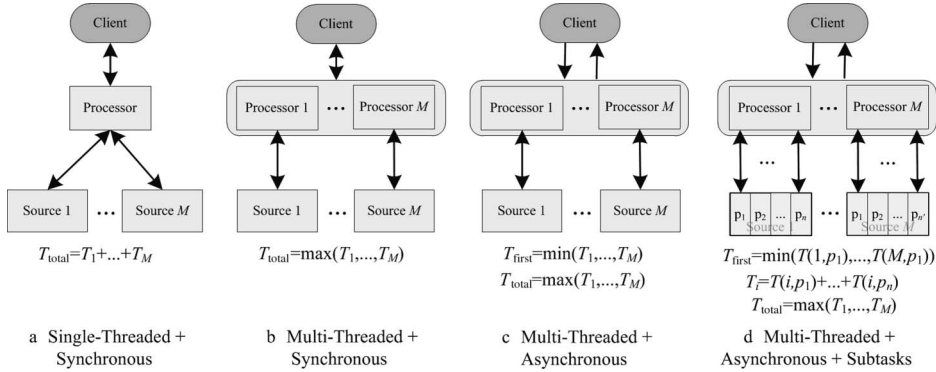 Client
Processor
Source 1 ... Source M
T_total=T_1+...+T_M
a Single-Threaded +
Synchronous
Client
Processor 1 ... Processor M
Source 1 ... Source M
T_total=max(T_1,...,T_M)
b Multi-Threaded +
Synchronous
Client
Processor 1 ... Processor M
Source 1 ... Source M
T_first=min(T_1,...,T_M)
T_total=max(T_1,...,T_M)
c Multi-Threaded +
Asynchronous
Client
Processor 1 ... Processor M
... ...
p_1 p_2 ... p_n ... p_1 p_2 ... p_n'
Source 1 Source M
T_first=min(T(1,p_1),...,T(M,p_1))
T_i=T(i,p_1)+...+T(i,p_n)
T_total=max(T_1,...,T_M)
d Multi-Threaded +
Asynchronous + Subtasks